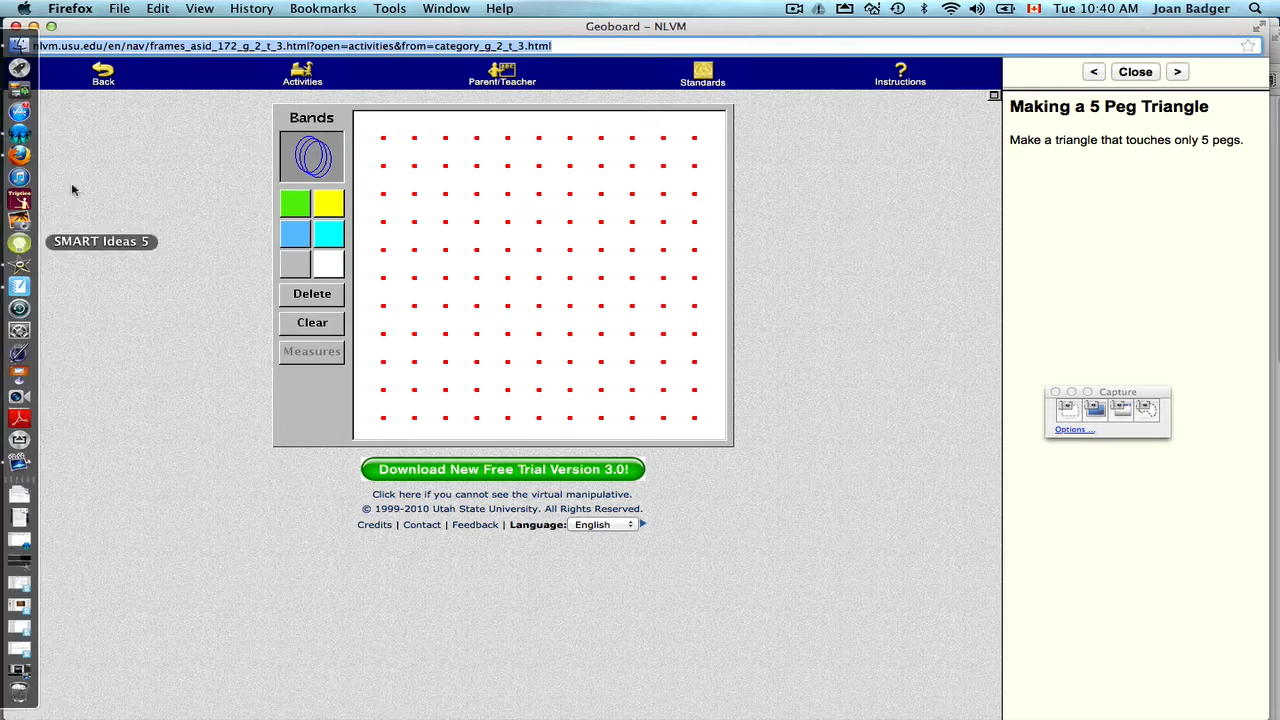 Firefox File Edit View History Bookmarks Tools Window Help Tue 10:40 AM Joan Badger
Geoboard — NLVM
nlvm.usu.edu/en/nav/frames_asid_172_g_2_t_3.html?open=activities&from=category_g_2_t_3.html
Back Activities Parent/Teacher Standards Instructions
< Close >
Making a 5 Peg Triangle
Make a triangle that touches only 5 pegs.
Bands
Triptico
SMART Ideas 5
Delete
Clear
Measures
Capture
Options ...
Download New Free Trial Version 3.0!
Click here if you cannot see the virtual manipulative.
© 1999-2010 Utah State University. All Rights Reserved.
Credits | Contact | Feedback | Language: English